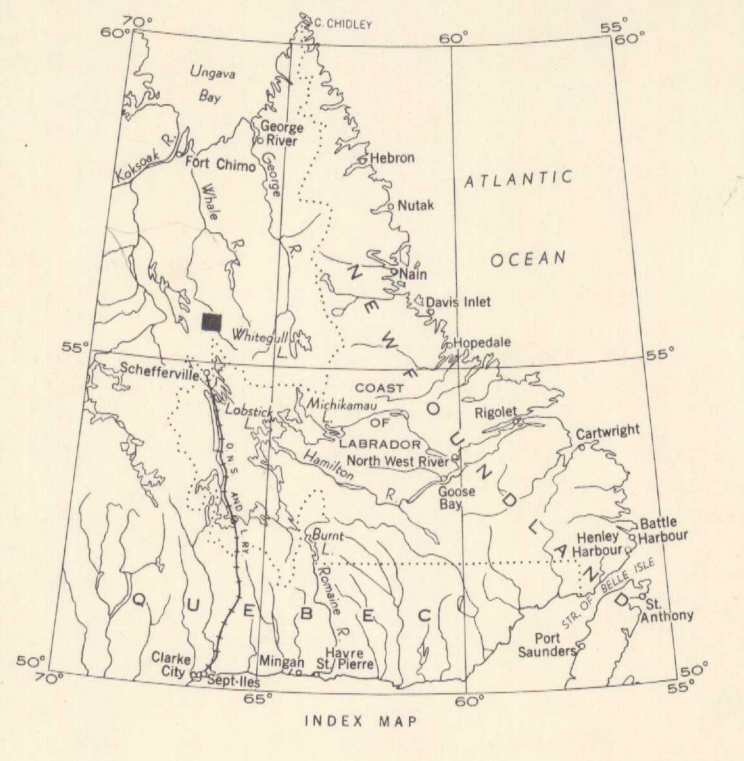 70°
60°
C. CHIDLEY
60°
55°
60°
Ungava
Bay
George
River
Koksoak R.
Fort Chimo
Hebron
George
R.
ATLANTIC
Whale
R.
Nutak
OCEAN
Nain
Davis Inlet
Whitegull
L.
Hopedale
55°
55°
Schefferville
COAST
OF
LABRADOR
NEWFOUNDLAND
Lobstick
L.
Michikamau
L.
Rigolet
Cartwright
North West River
Hamilton
R.
Goose
Bay
Q N S AND L RY
Burnt
L.
Henley
Harbour
Battle
Harbour
STR. OF BELLE ISLE
Romaine R.
QUEBEC
St.
Anthony
Port
Saunders
Clarke
City
Sept-Iles
Mingan
Havre
St Pierre
50°
70°
65°
60°
50°
55°
INDEX MAP